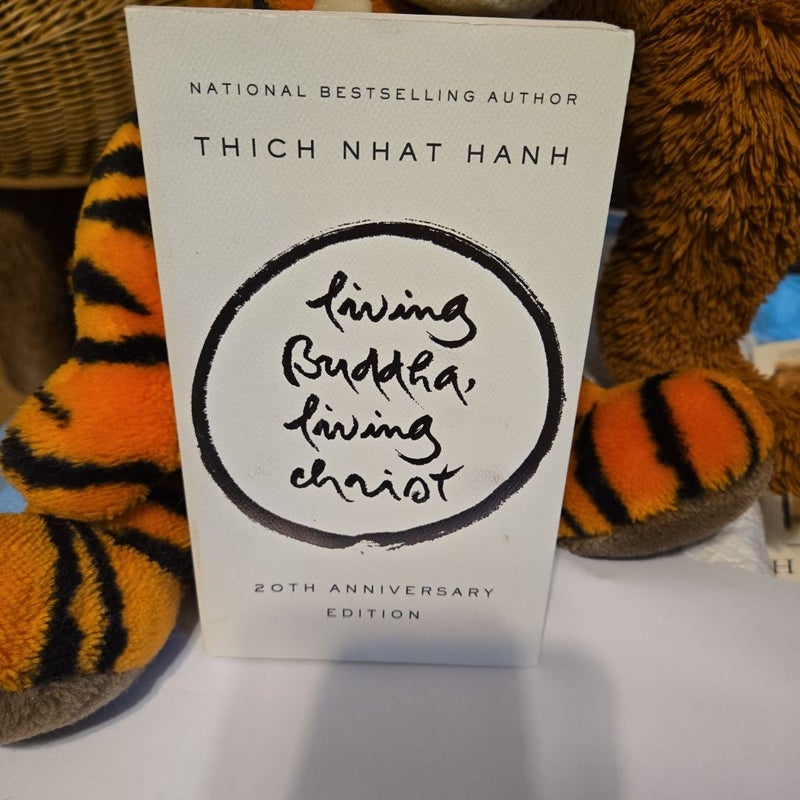 NATIONAL BESTSELLING AUTHOR
THICH NHAT HANH
living
Buddha,
living
christ
20TH ANNIVERSARY
EDITION
H